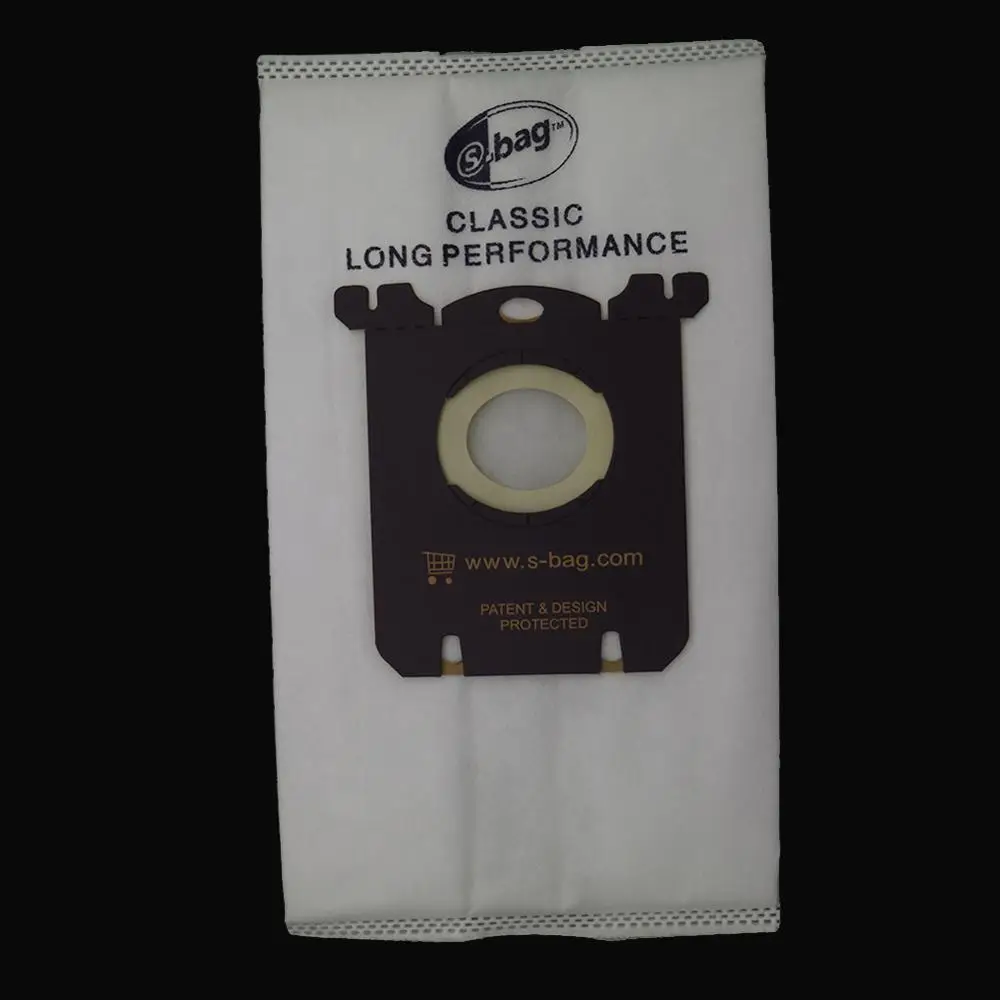 s-bag™
CLASSIC
LONG PERFORMANCE
www.s-bag.com
PATENT & DESIGN
PROTECTED